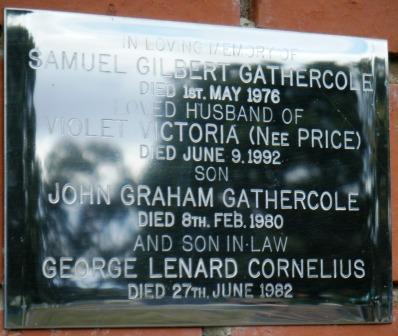 IN LOVING MEMORY OF
SAMUEL GILBERT GATHERCOLE
DIED 1ST. MAY 1976
LOVED HUSBAND OF
VIOLET VICTORIA (NEE PRICE)
DIED JUNE 9. 1992
SON
JOHN GRAHAM GATHERCOLE
DIED 8TH. FEB. 1980
AND SON IN-LAW
GEORGE LENARD CORNELIUS
DIED 27TH. JUNE 1982